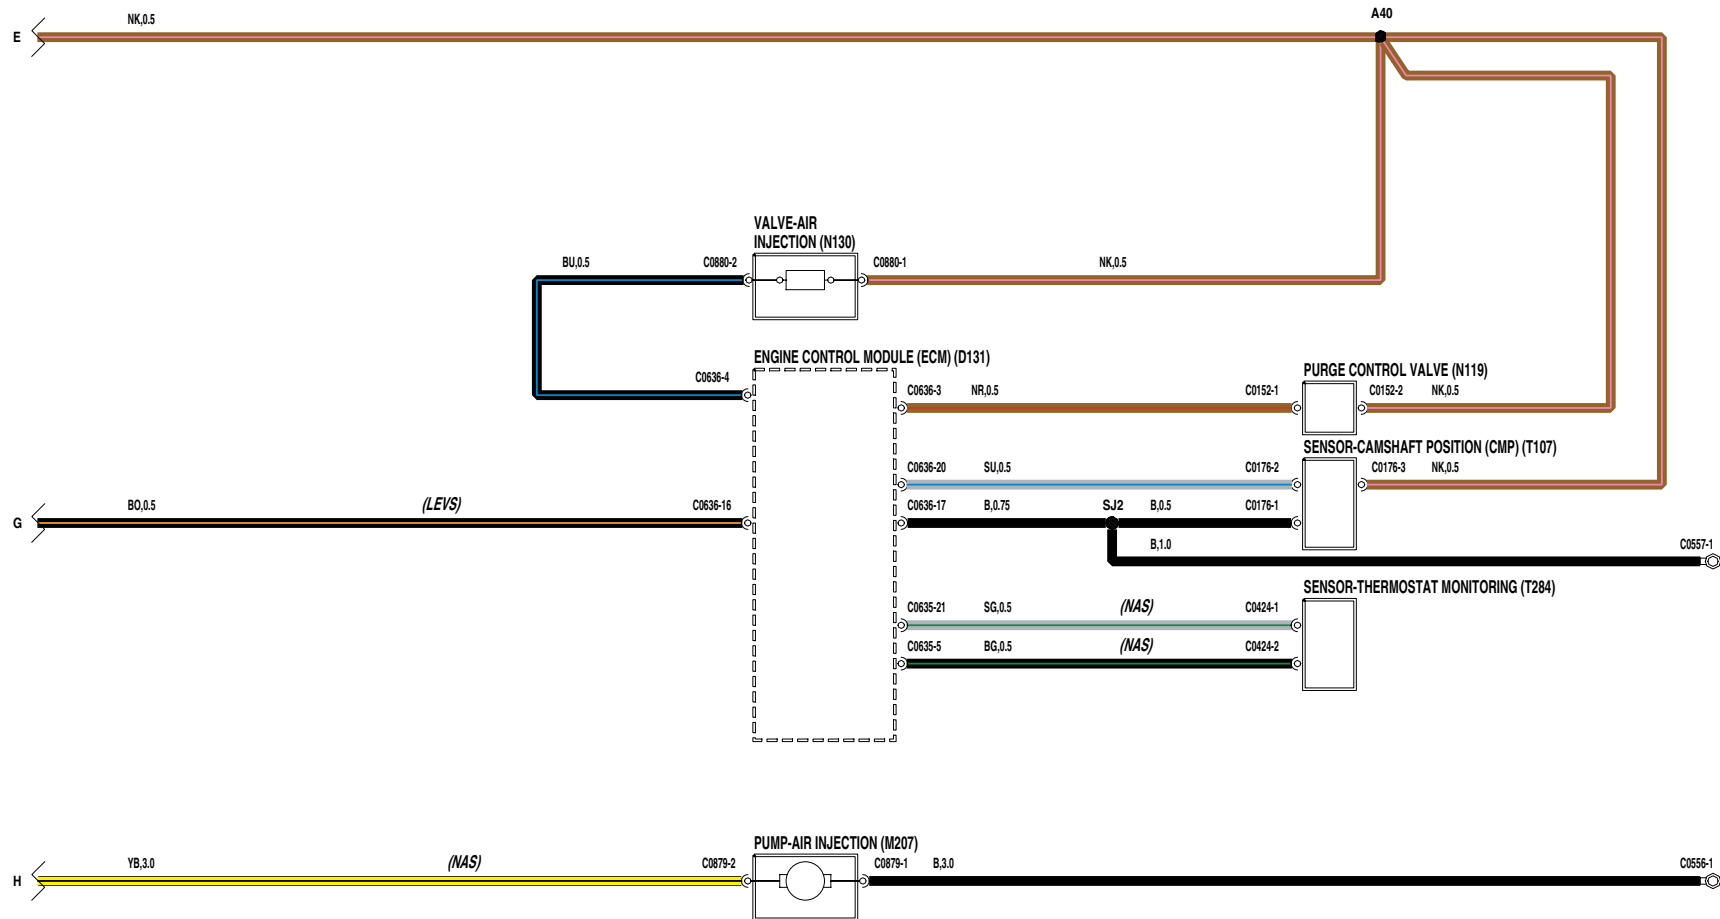 NK,0.5
A40
E
VALVE-AIR
INJECTION (N130)
BU,0.5
C0880-2
C0880-1
NK,0.5
ENGINE CONTROL MODULE (ECM) (D131)
PURGE CONTROL VALVE (N119)
C0636-4
C0636-3
NR,0.5
C0152-1
C0152-2
NK,0.5
SENSOR-CAMSHAFT POSITION (CMP) (T107)
C0636-20
SU,0.5
C0176-2
C0176-3
NK,0.5
G
BO,0.5
(LEVS)
C0636-16
C0636-17
B,0.75
SJ2
B,0.5
C0176-1
B,1.0
C0557-1
SENSOR-THERMOSTAT MONITORING (T284)
C0635-21
SG,0.5
(NAS)
C0424-1
C0635-5
BG,0.5
(NAS)
C0424-2
PUMP-AIR INJECTION (M207)
H
YB,3.0
(NAS)
C0879-2
C0879-1
B,3.0
C0556-1